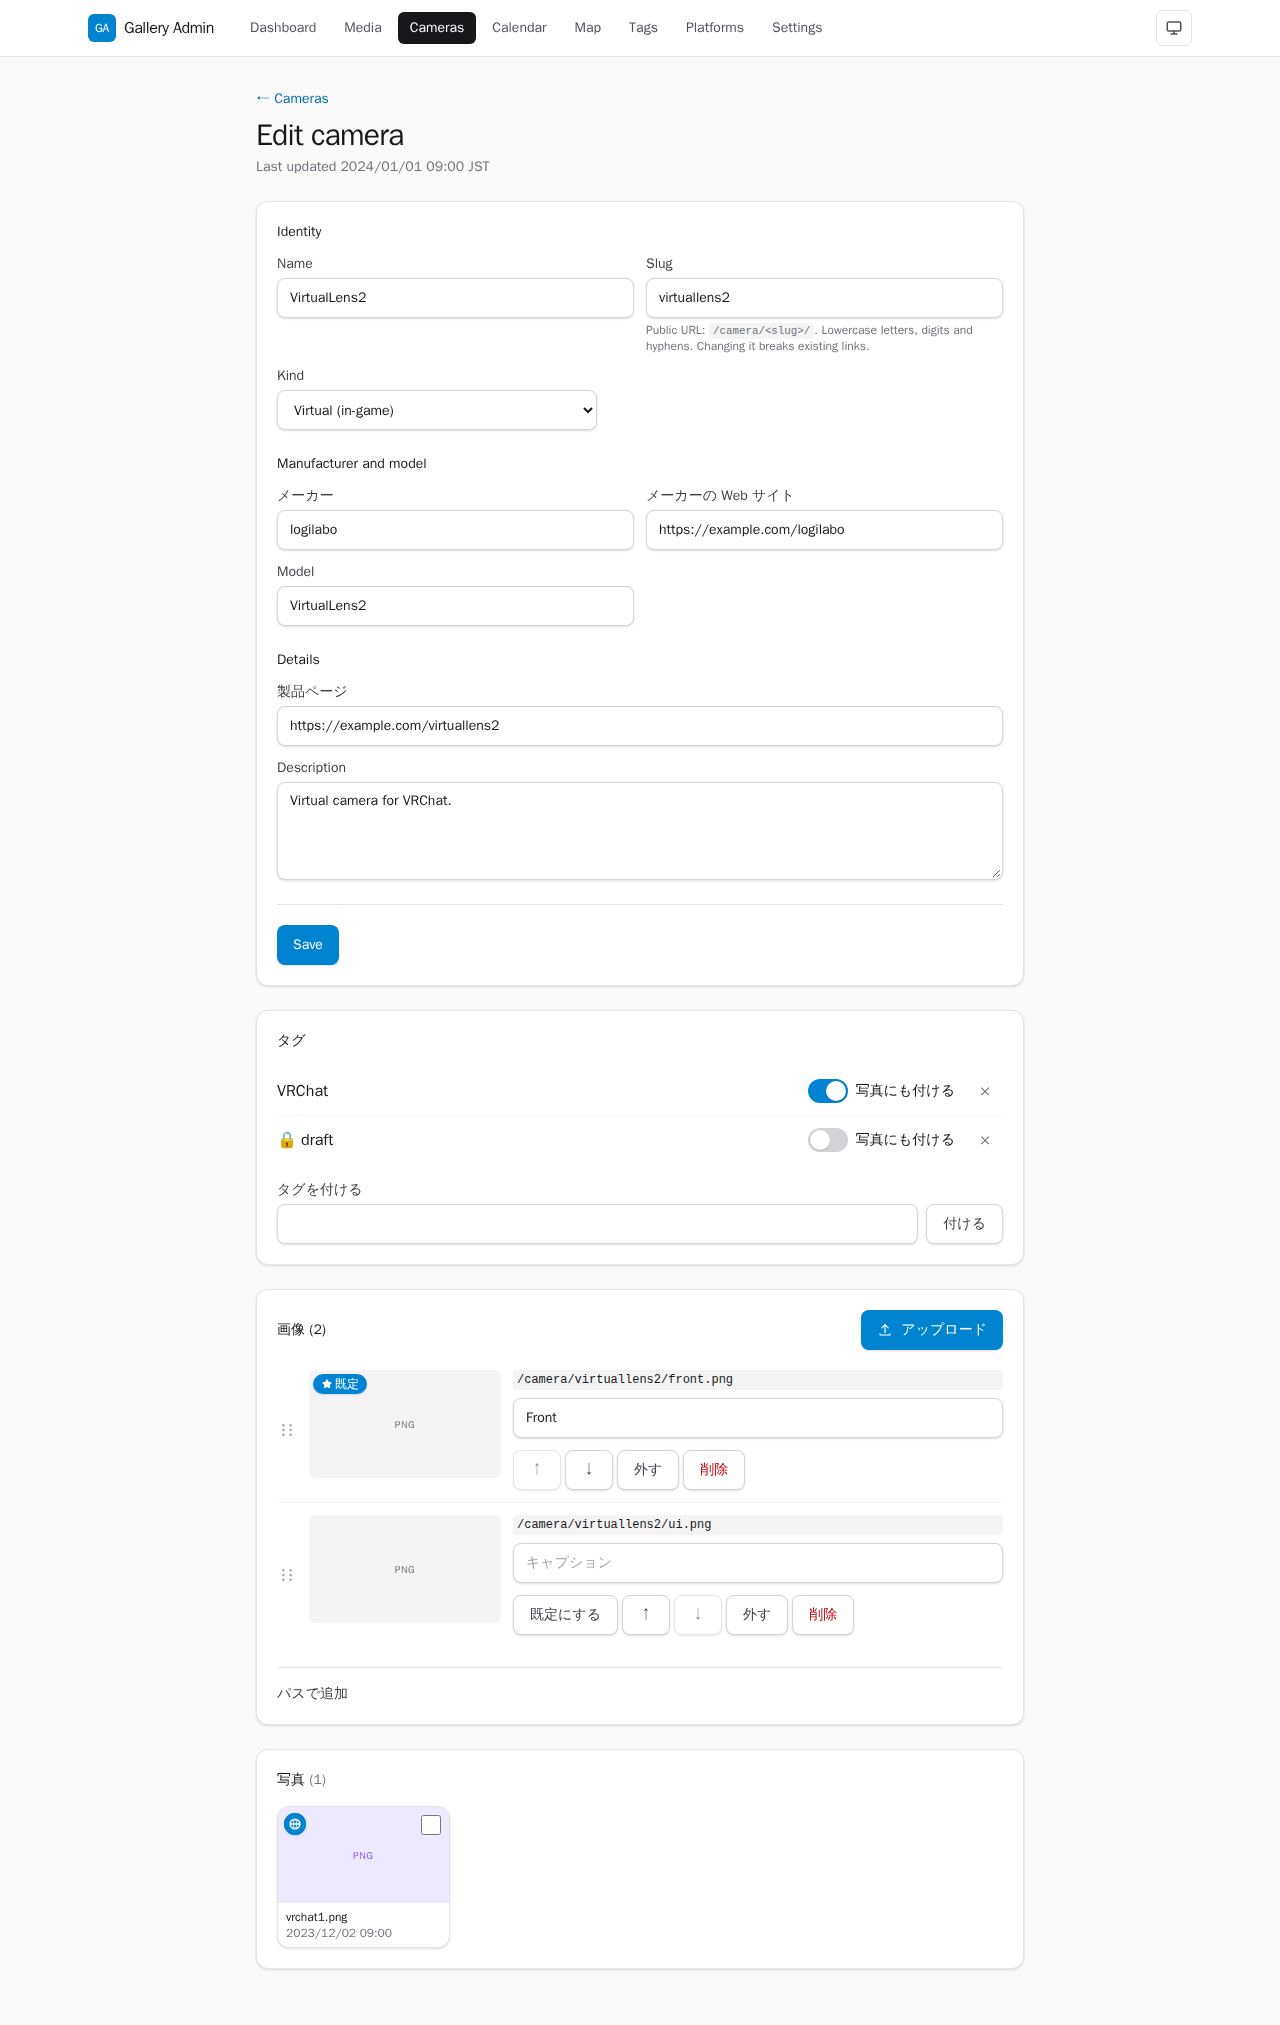 GA Gallery Admin Dashboard Media Cameras Calendar Map Tags Platforms Settings
← Cameras
Edit camera
Last updated 2024/01/01 09:00 JST
Identity
Name Slug
VirtualLens2 virtuallens2
Public URL: /camera/<slug>/. Lowercase letters, digits and
hyphens. Changing it breaks existing links.
Kind
Virtual (in-game)
Manufacturer and model
メーカー メーカーの Web サイト
logilabo https://example.com/logilabo
Model
VirtualLens2
Details
製品ページ
https://example.com/virtuallens2
Description
Virtual camera for VRChat.
Save
タグ
VRChat 写真にも付ける ×
🔒 draft 写真にも付ける ×
タグを付ける
付ける
画像 (2) アップロード
★ 既定 PNG /camera/virtuallens2/front.png
Front
↑ ↓ 外す 削除
PNG /camera/virtuallens2/ui.png
キャプション
既定にする ↑ ↓ 外す 削除
パスで追加
写真 (1)
PNG
vrchat1.png
2023/12/02 09:00